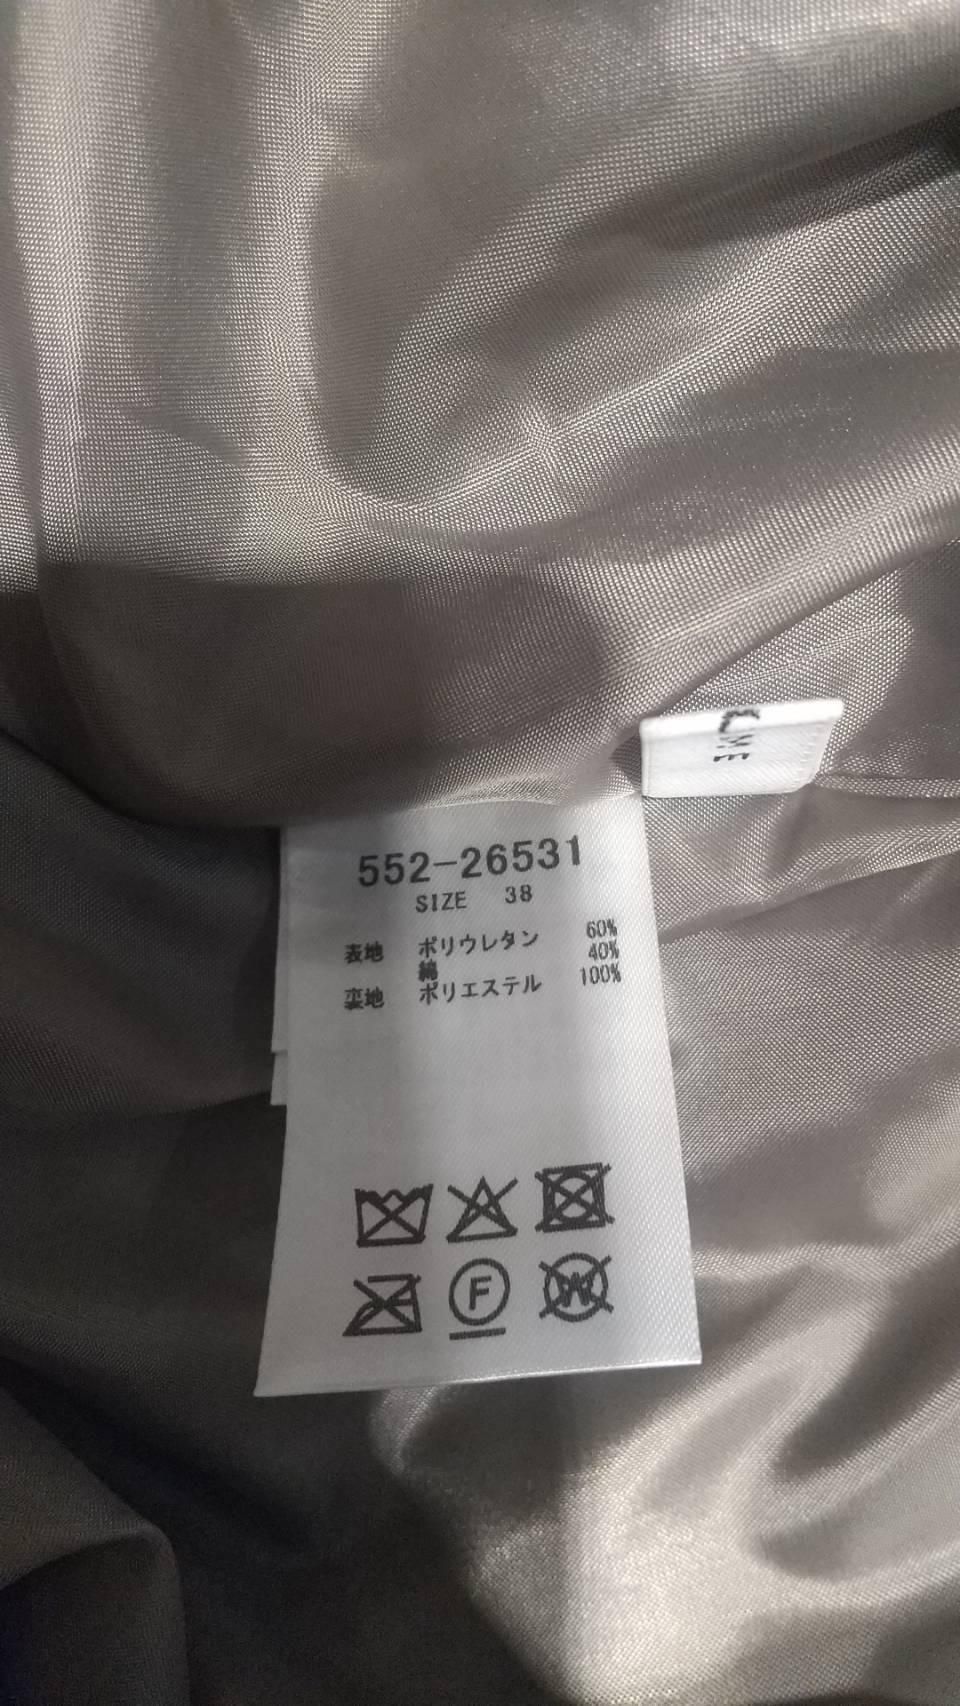 552-26531
SIZE 38
表地 ポリウレタン 60%
綿 40%
裏地 ポリエステル 100%
F
W